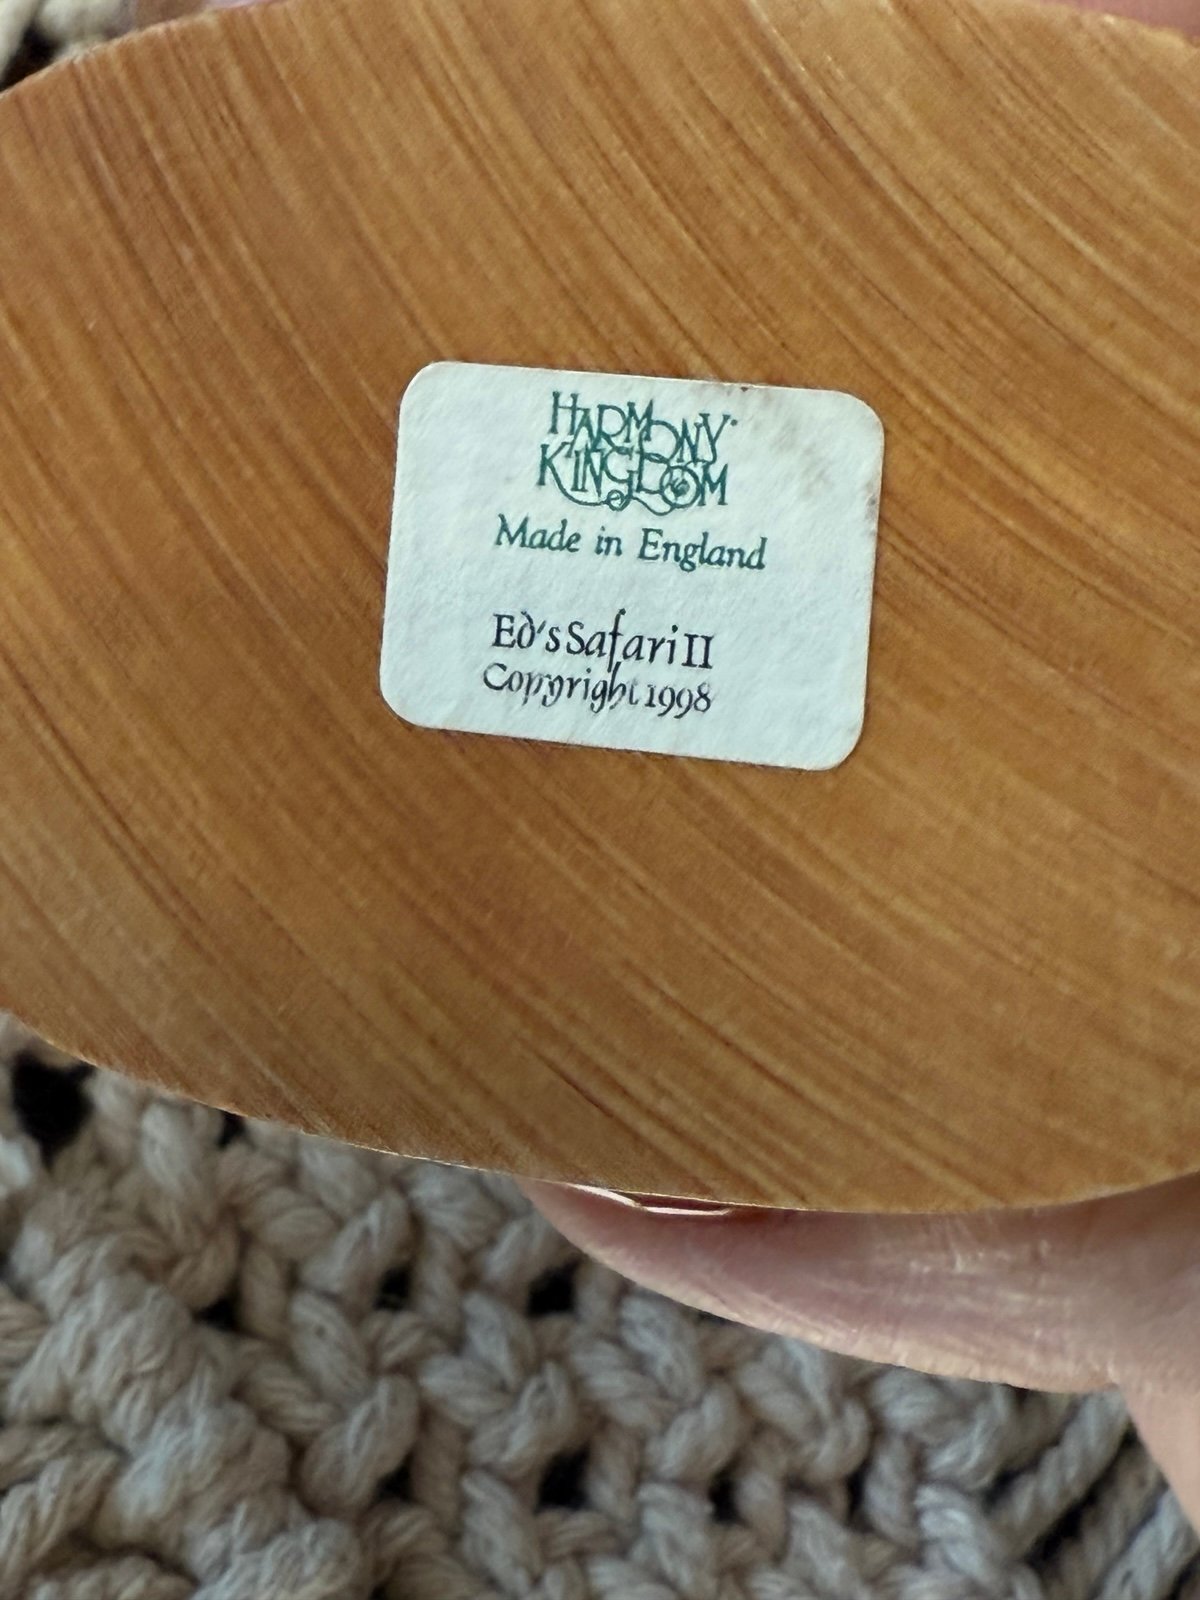 HARMONY
KINGDOM
Made in England
Ed's Safari II
Copyright 1998